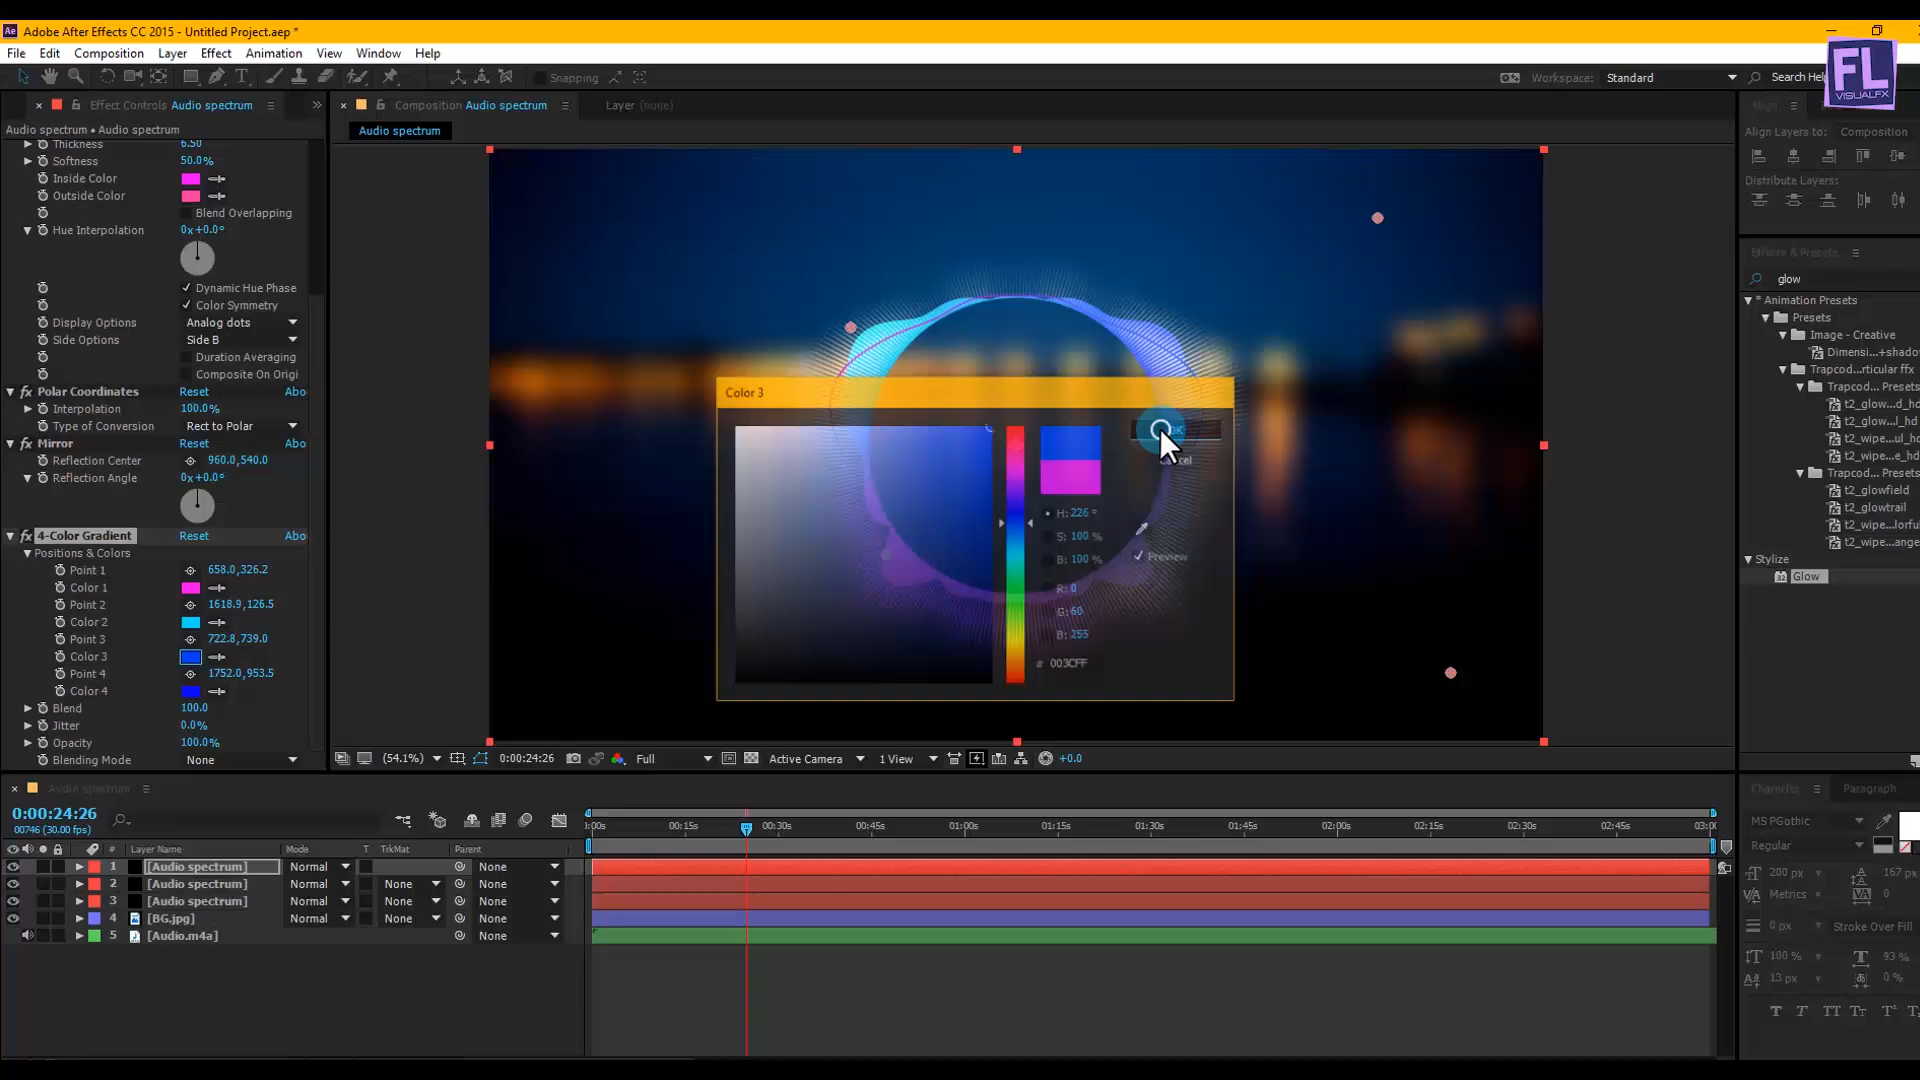 Adobe After Effects CC 2015 - Untitled Project.aep *
File Edit Composition Layer Effect Animation View Window Help
Snapping
Workspace: Standard
Search Help
FL
VISUALFX
Effect Controls Audio spectrum
Composition Audio spectrum
Layer (none)
Align
Audio spectrum • Audio spectrum
Audio spectrum
Align Layers to: Composition
Distribute Layers:
Thickness 6.50
Softness 50.0%
Inside Color
Outside Color
Blend Overlapping
Hue Interpolation 0x+0.0°
Dynamic Hue Phase
Color Symmetry
Display Options Analog dots
Side Options Side B
Duration Averaging
Composite On Origi
Polar Coordinates Reset Abo
Interpolation 100.0%
Type of Conversion Rect to Polar
Mirror Reset Abo
Reflection Center 960.0,540.0
Reflection Angle 0x+0.0°
4-Color Gradient Reset Abo
Positions & Colors
Point 1 658.0,326.2
Color 1
Point 2 1618.9,126.5
Color 2
Point 3 722.8,739.0
Color 3
Point 4 1752.0,953.5
Color 4
Blend 100.0
Jitter 0.0%
Opacity 100.0%
Blending Mode None
Color 3
OK
Cancel
H: 226 °
S: 100 %
B: 100 %
Preview
R: 0
G: 60
B: 255
# 003CFF
Effects & Presets
glow
* Animation Presets
Presets
Image - Creative
Dimensi...+shado
Trapcod...rticular ffx
Trapcod... Presets
t2_glow...d_hd
t2_glow...l_hd
t2_wipe...ul_hd
t2_wipe...e_hd
Trapcod... Presets
t2_glowfield
t2_glowtrail
t2_wipe...lorful
t2_wipe...ange
Stylize
Glow
(54.1%) 0:00:24:26 Full Active Camera 1 View +0.0
Audio spectrum
0:00:24:26
00746 (30.00 fps)
:00s 00:15s 00:30s 00:45s 01:00s 01:15s 01:30s 01:45s 02:00s 02:15s 02:30s 02:45s 03:00
# Layer Name Mode T TrkMat Parent
1 [Audio spectrum] Normal None
2 [Audio spectrum] Normal None None
3 [Audio spectrum] Normal None None
4 [BG.jpg] Normal None None
5 [Audio.m4a] None
Character Paragraph
MS PGothic
Regular
200 px 167 px
Metrics 0
0 px Stroke Over Fill
100 % 93 %
13 px 0 %
T T TT Tt T¹ T